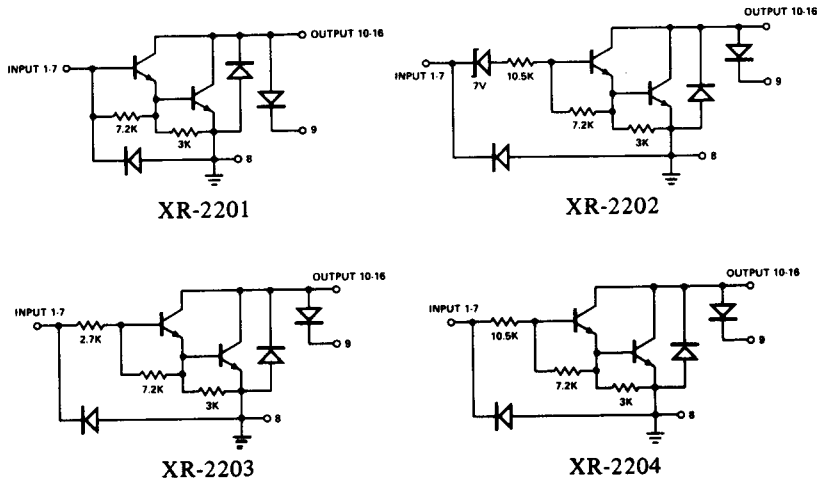 OUTPUT 10-16
INPUT 1-7
7.2K
3K
9
8
XR-2201
OUTPUT 10-16
INPUT 1-7
7V
10.5K
9
7.2K
3K
8
XR-2202
OUTPUT 10-16
INPUT 1-7
2.7K
9
7.2K
3K
8
XR-2203
OUTPUT 10-16
INPUT 1-7
10.5K
9
7.2K
3K
8
XR-2204